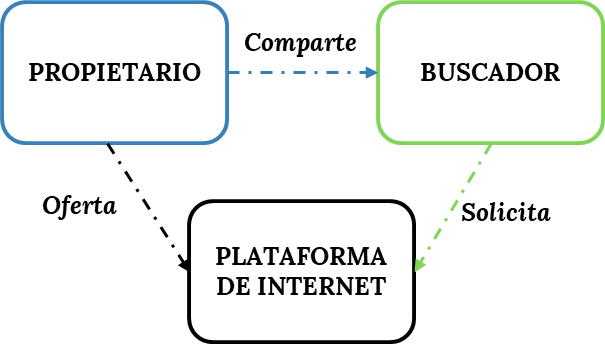 Comparte
PROPIETARIO
BUSCADOR
Oferta
Solicita
PLATAFORMA
DE INTERNET